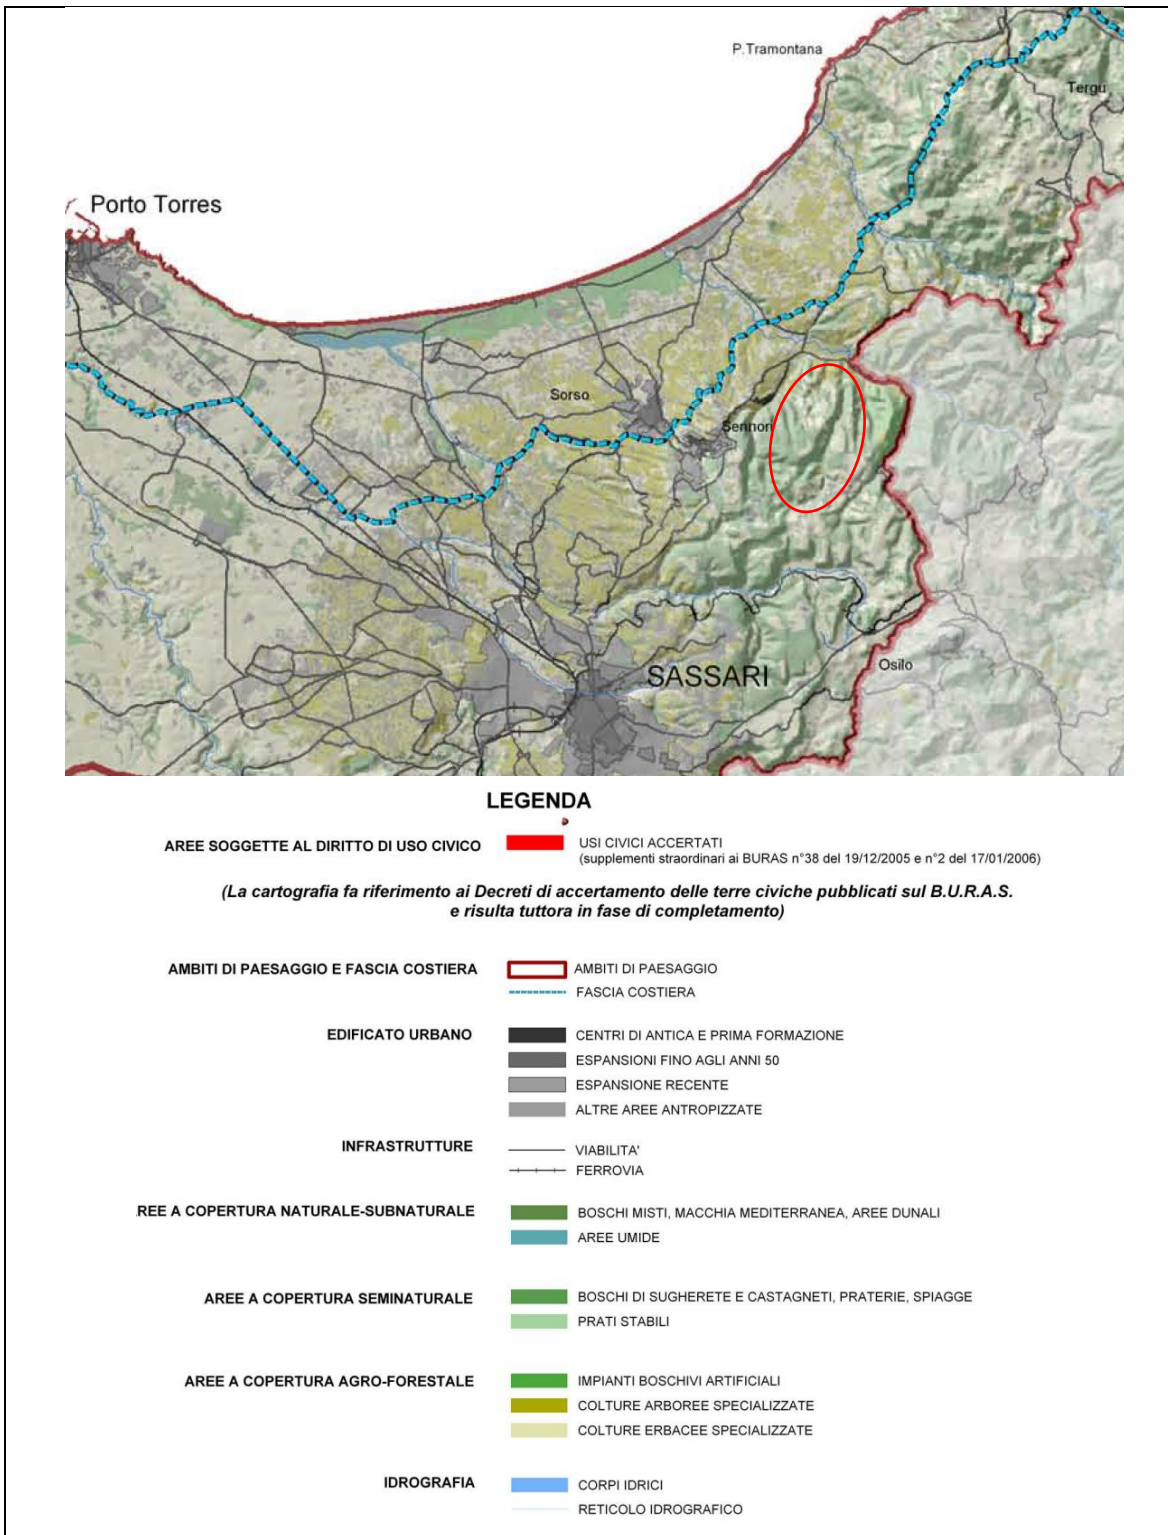 P.Tramontana
Tergu
Porto Torres
Sorso
Sennori
SASSARI
Osilo
LEGENDA
AREE SOGGETTE AL DIRITTO DI USO CIVICO
USI CIVICI ACCERTATI
(supplementi straordinari ai BURAS n°38 del 19/12/2005 e n°2 del 17/01/2006)
(La cartografia fa riferimento ai Decreti di accertamento delle terre civiche pubblicati sul B.U.R.A.S.
e risulta tuttora in fase di completamento)
AMBITI DI PAESAGGIO E FASCIA COSTIERA
AMBITI DI PAESAGGIO
FASCIA COSTIERA
EDIFICATO URBANO
CENTRI DI ANTICA E PRIMA FORMAZIONE
ESPANSIONI FINO AGLI ANNI 50
ESPANSIONE RECENTE
ALTRE AREE ANTROPIZZATE
INFRASTRUTTURE
VIABILITA'
FERROVIA
REE A COPERTURA NATURALE-SUBNATURALE
BOSCHI MISTI, MACCHIA MEDITERRANEA, AREE DUNALI
AREE UMIDE
AREE A COPERTURA SEMINATURALE
BOSCHI DI SUGHERETE E CASTAGNETI, PRATERIE, SPIAGGE
PRATI STABILI
AREE A COPERTURA AGRO-FORESTALE
IMPIANTI BOSCHIVI ARTIFICIALI
COLTURE ARBOREE SPECIALIZZATE
COLTURE ERBACEE SPECIALIZZATE
IDROGRAFIA
CORPI IDRICI
RETICOLO IDROGRAFICO